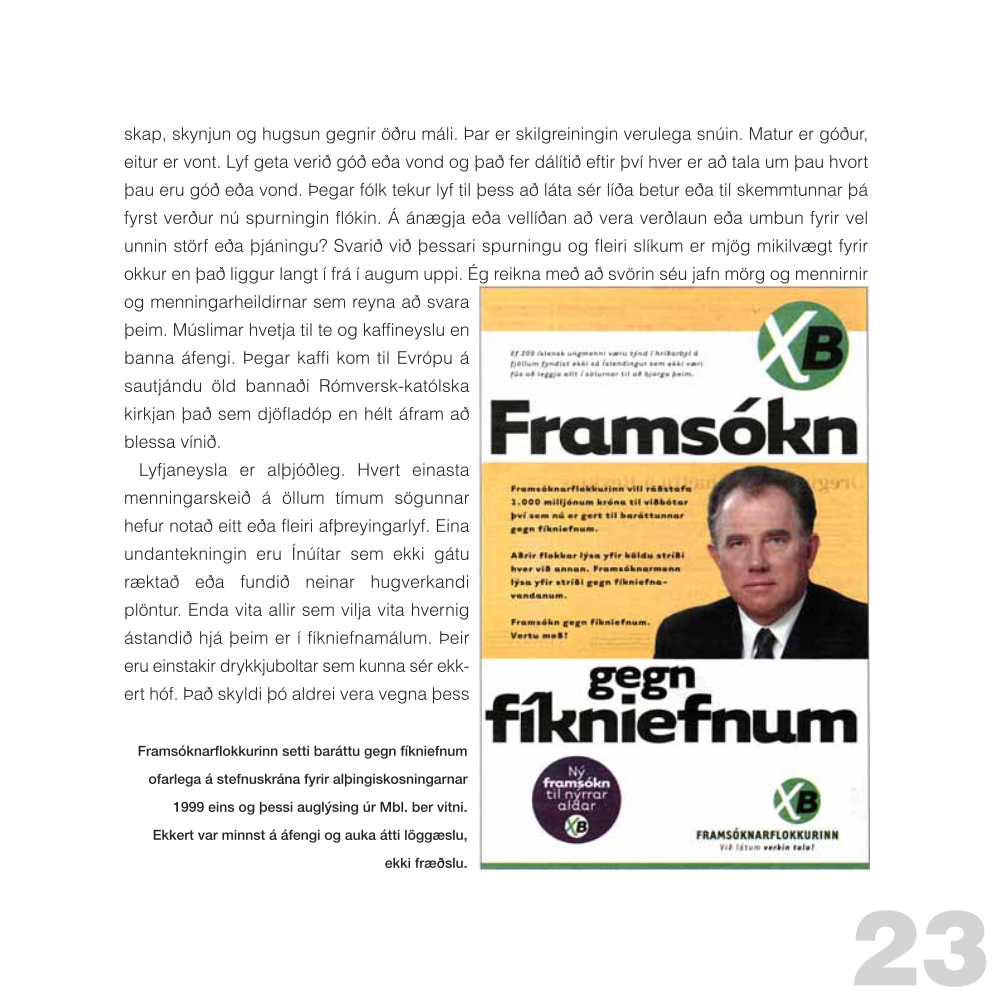 skap, skynjun og hugsun gegnir öðru máli. Þar er skilgreiningin verulega snúin. Matur er góður,
eitur er vont. Lyf geta verið góð eða vond og það fer dálítið eftir því hver er að tala um þau hvort
þau eru góð eða vond. Þegar fólk tekur lyf til þess að láta sér líða betur eða til skemmtunnar þá
fyrst verður nú spurningin flókin. Á ánægja eða vellíðan að vera verðlaun eða umbun fyrir vel
unnin störf eða þjáningu? Svarið við þessari spurningu og fleiri slíkum er mjög mikilvægt fyrir
okkur en það liggur langt í frá í augum uppi. Ég reikna með að svörin séu jafn mörg og mennirnir
og menningarheildirnar sem reyna að svara
þeim. Múslimar hvetja til te og kaffineyslu en
banna áfengi. Þegar kaffi kom til Evrópu á
sautjándu öld bannaði Rómversk-katólska
kirkjan það sem djöfladóp en hélt áfram að
blessa vínið.
Lyfjaneysla er alþjóðleg. Hvert einasta
menningarskeið á öllum tímum sögunnar
hefur notað eitt eða fleiri afþreyingarlyf. Eina
undantekningin eru Ínúítar sem ekki gátu
ræktað eða fundið neinar hugverkandi
plöntur. Enda vita allir sem vilja vita hvernig
ástandið hjá þeim er í fíkniefnamálum. Þeir
eru einstakir drykkjuboltar sem kunna sér ekk-
ert hóf. Það skyldi þó aldrei vera vegna þess
Framsóknarflokkurinn setti baráttu gegn fíkniefnum
ofarlega á stefnuskrána fyrir alþingiskosningarnar
1999 eins og þessi auglýsing úr Mbl. ber vitni.
Ekkert var minnst á áfengi og auka átti löggæslu,
ekki fræðslu.
XB
Ef 200 íslensk ungmenni væru týnd í hríðarbyl á
fjöllum fyndist ekki sá Íslendingur sem ekki væri
fús að leggja allt í sölurnar til að bjarga þeim.
Framsókn
Framsóknarflokkurinn vill ráðstafa
1.000 milljónum króna til viðbótar
því sem nú er gert til baráttunnar
gegn fíkniefnum.
Aðrir flokkar lýsa yfir köldu stríði
hver við annan. Framsóknarmenn
lýsa yfir stríði gegn fíkniefna-
vandanum.
Framsókn gegn fíkniefnum.
Vertu með!
gegn
fíkniefnum
Ný
framsókn
til nýrrar
aldar
XB
XB
FRAMSÓKNARFLOKKURINN
Við látum verkin tala!
23